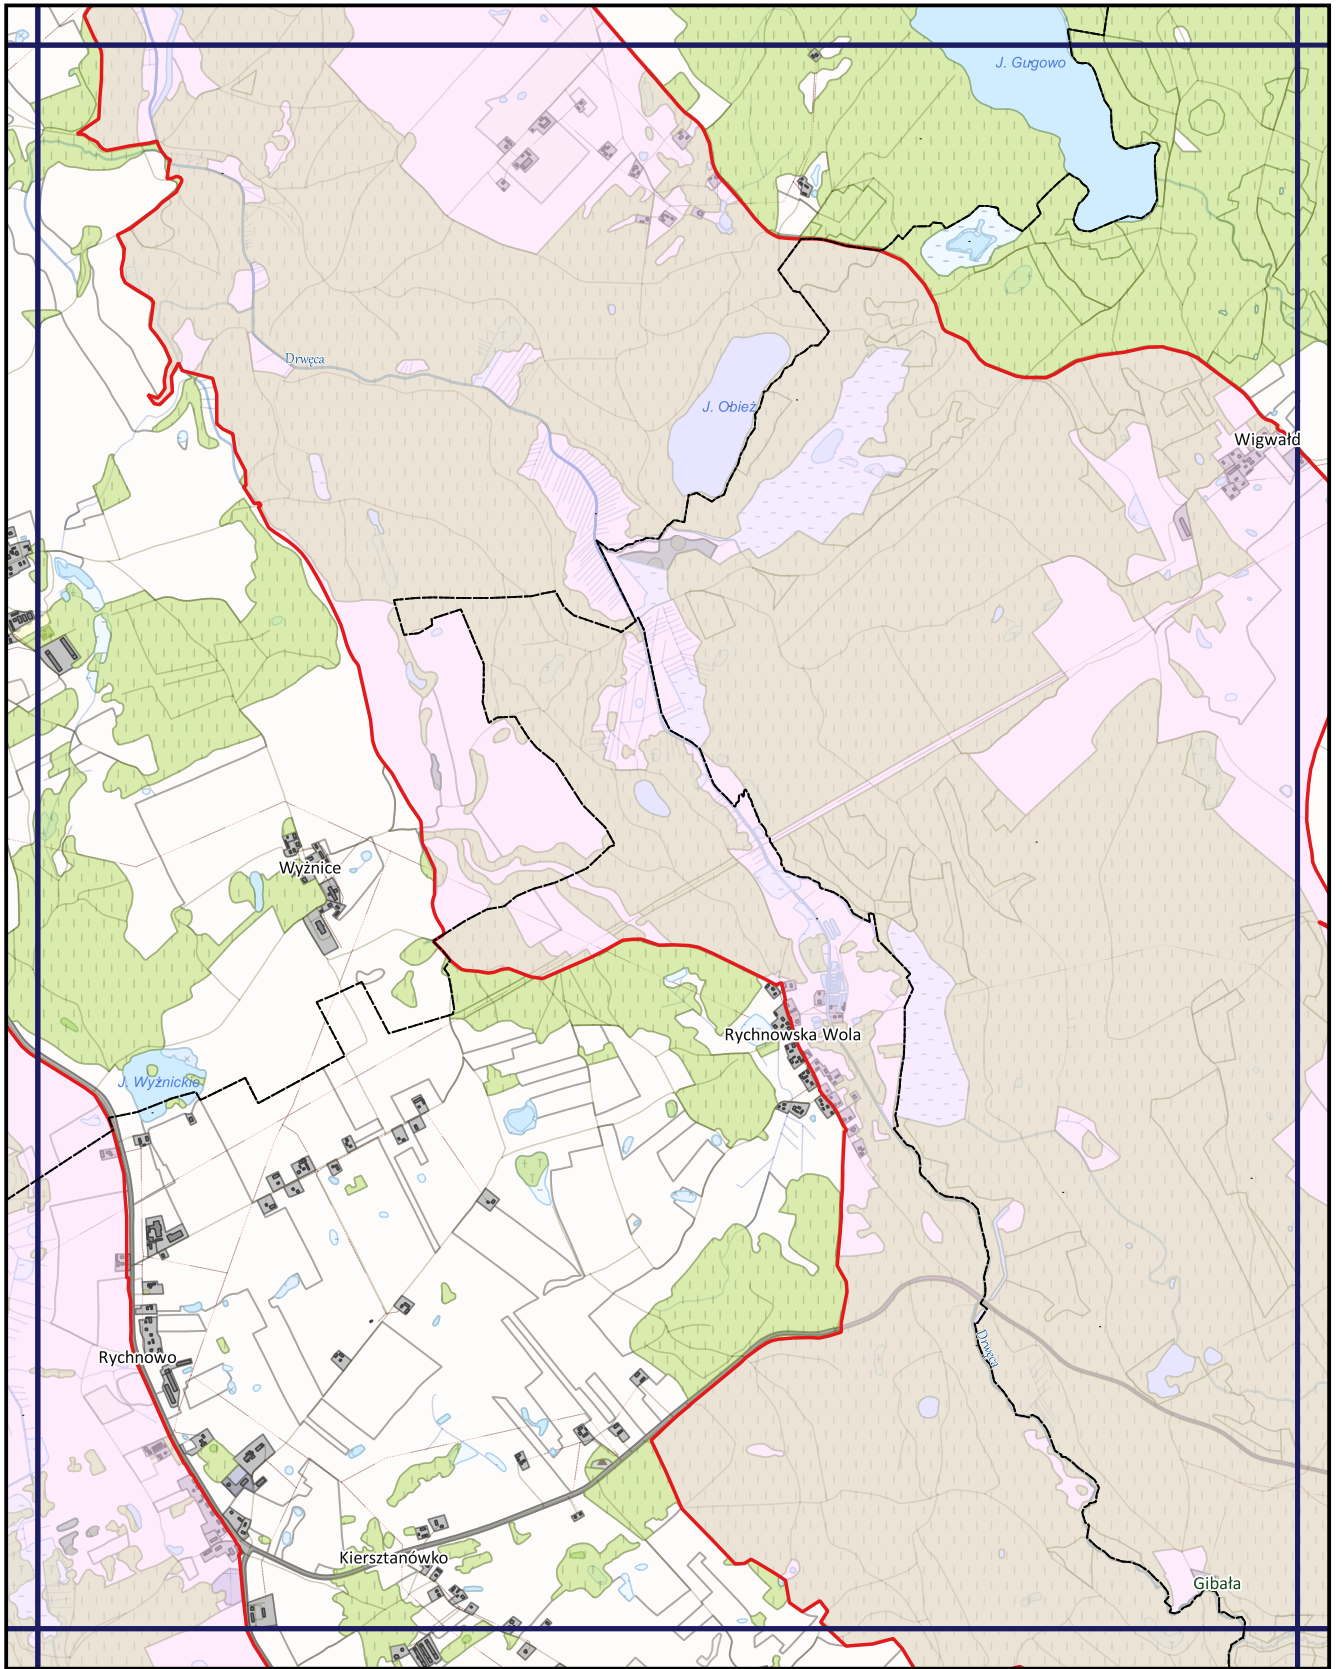 J. Gugowo
Drwęca
J. Obież
Wigwałd
Wyżnice
Rychnowska Wola
J. Wyżnickie
Drwęca
Rychnowo
Kiersztanówko
Gibała